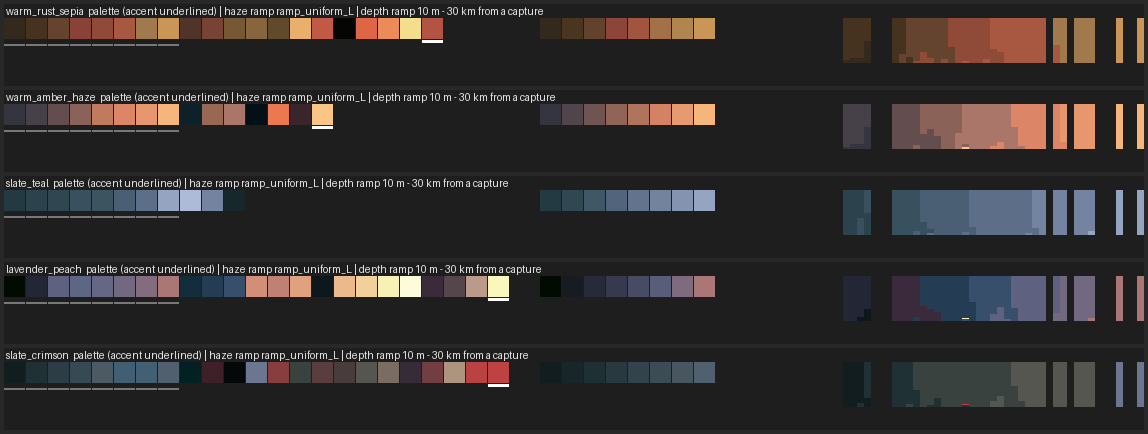 warm_rust_sepia palette (accent underlined) | haze ramp ramp_uniform_L | depth ramp 10 m - 30 km from a capture
warm_amber_haze palette (accent underlined) | haze ramp ramp_uniform_L | depth ramp 10 m - 30 km from a capture
slate_teal palette (accent underlined) | haze ramp ramp_uniform_L | depth ramp 10 m - 30 km from a capture
lavender_peach palette (accent underlined) | haze ramp ramp_uniform_L | depth ramp 10 m - 30 km from a capture
slate_crimson palette (accent underlined) | haze ramp ramp_uniform_L | depth ramp 10 m - 30 km from a capture